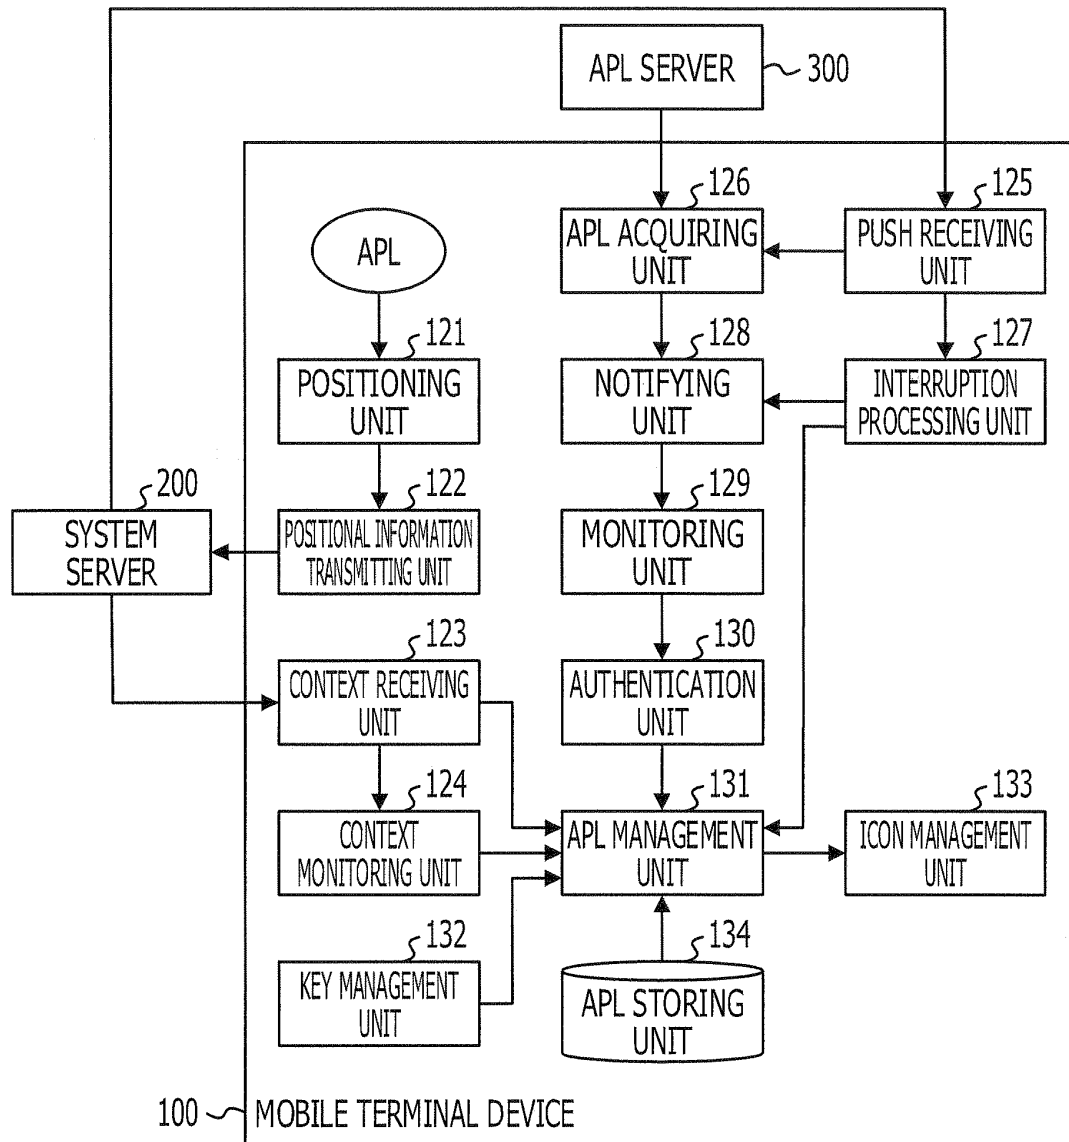 APL SERVER
300
126
APL ACQUIRING
UNIT
125
PUSH RECEIVING
UNIT
APL
121
POSITIONING
UNIT
128
NOTIFYING
UNIT
127
INTERRUPTION
PROCESSING UNIT
200
SYSTEM
SERVER
122
POSITIONAL INFORMATION
TRANSMITTING UNIT
129
MONITORING
UNIT
123
CONTEXT RECEIVING
UNIT
130
AUTHENTICATION
UNIT
124
CONTEXT
MONITORING UNIT
131
APL MANAGEMENT
UNIT
133
ICON MANAGEMENT
UNIT
132
KEY MANAGEMENT
UNIT
134
APL STORING
UNIT
100
MOBILE TERMINAL DEVICE